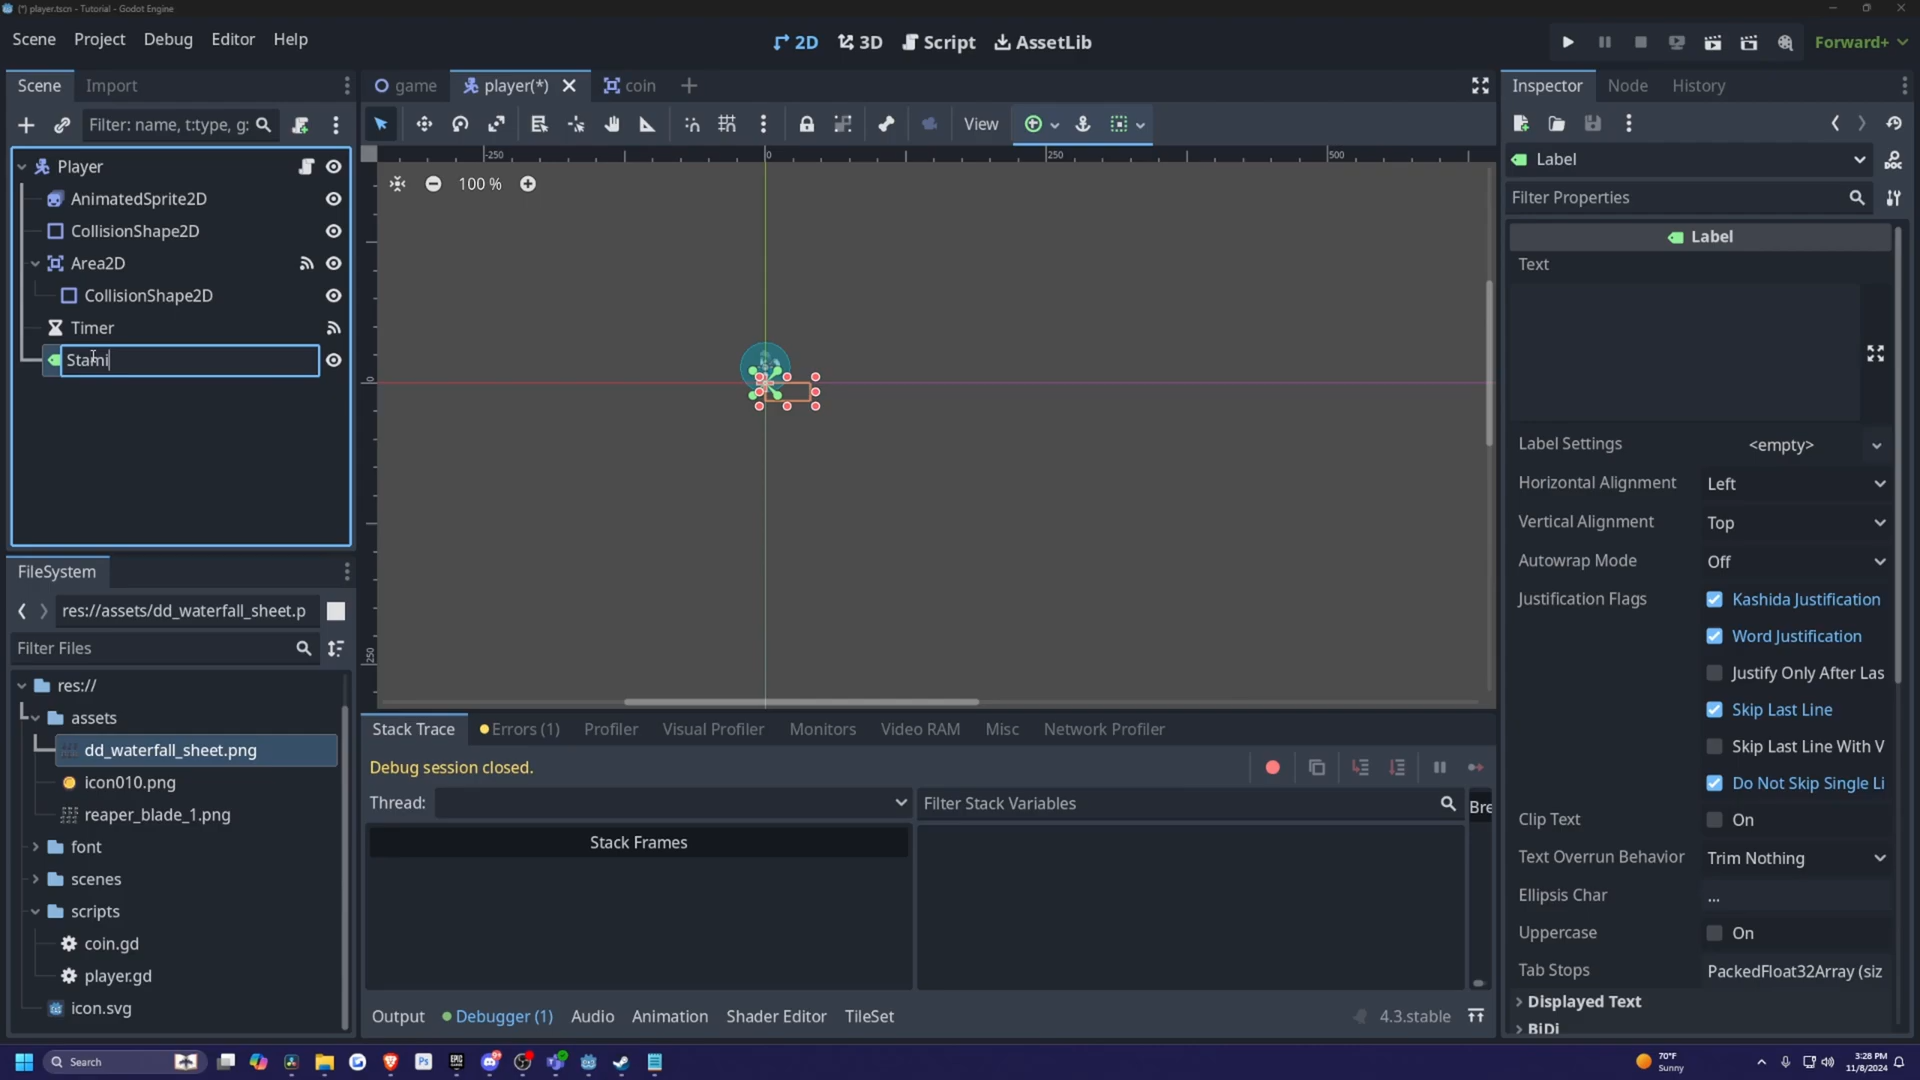 (*) player.tscn - Tutorial - Godot Engine
Scene Project Debug Editor Help
2D 3D Script AssetLib
Forward+
Scene Import
Filter: name, t:type, g:
Player
AnimatedSprite2D
CollisionShape2D
Area2D
CollisionShape2D
Timer
Stami
FileSystem
res://assets/dd_waterfall_sheet.p
Filter Files
res://
assets
dd_waterfall_sheet.png
icon010.png
reaper_blade_1.png
font
scenes
scripts
coin.gd
player.gd
icon.svg
game player(*) coin
View
-250 0 250 500
100 %
0
250
Stack Trace Errors (1) Profiler Visual Profiler Monitors Video RAM Misc Network Profiler
Debug session closed.
Thread: Filter Stack Variables Bre
Stack Frames
Output Debugger (1) Audio Animation Shader Editor TileSet 4.3.stable
Inspector Node History
Label
Filter Properties
Label
Text
Label Settings <empty>
Horizontal Alignment Left
Vertical Alignment Top
Autowrap Mode Off
Justification Flags Kashida Justification
Word Justification
Justify Only After Las
Skip Last Line
Skip Last Line With V
Do Not Skip Single Li
Clip Text On
Text Overrun Behavior Trim Nothing
Ellipsis Char ...
Uppercase On
Tab Stops PackedFloat32Array (siz
Displayed Text
BiDi
Search
70°F
Sunny
3:28 PM
11/8/2024